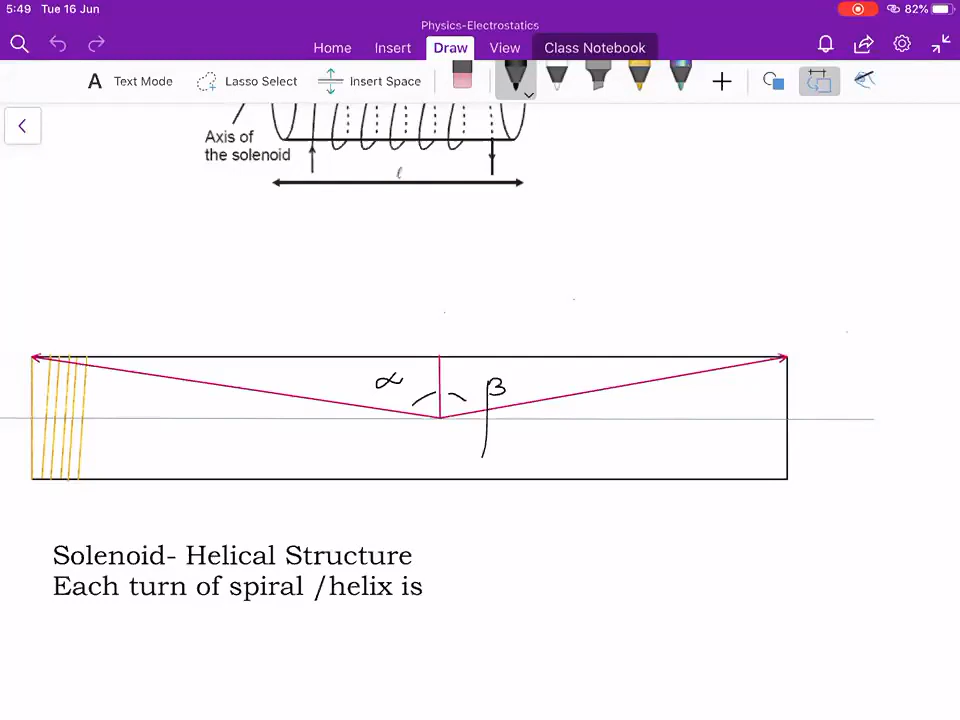 5:49 Tue 16 Jun
82%
Physics-Electrostatics
Home Insert Draw View Class Notebook
Text Mode Lasso Select Insert Space
Axis of
the solenoid
ℓ
α β
Solenoid- Helical Structure
Each turn of spiral /helix is